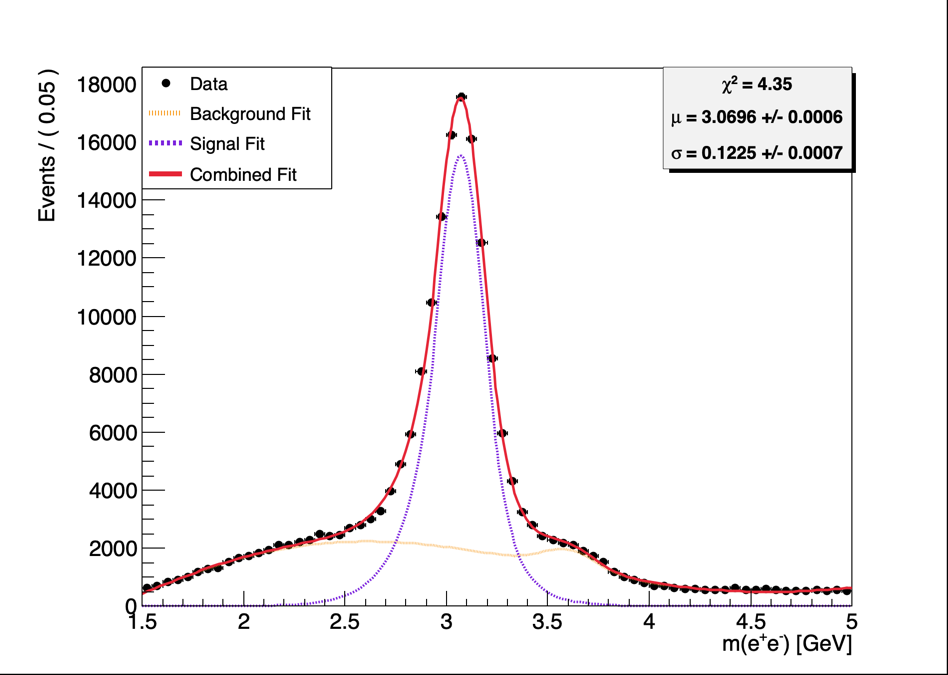 Events / ( 0.05 )
18000
16000
14000
12000
10000
8000
6000
4000
2000
0
Data
Background Fit
Signal Fit
Combined Fit
χ² = 4.35
μ = 3.0696 +/- 0.0006
σ = 0.1225 +/- 0.0007
1.5 2 2.5 3 3.5 4 4.5 5
m(e⁺e⁻) [GeV]